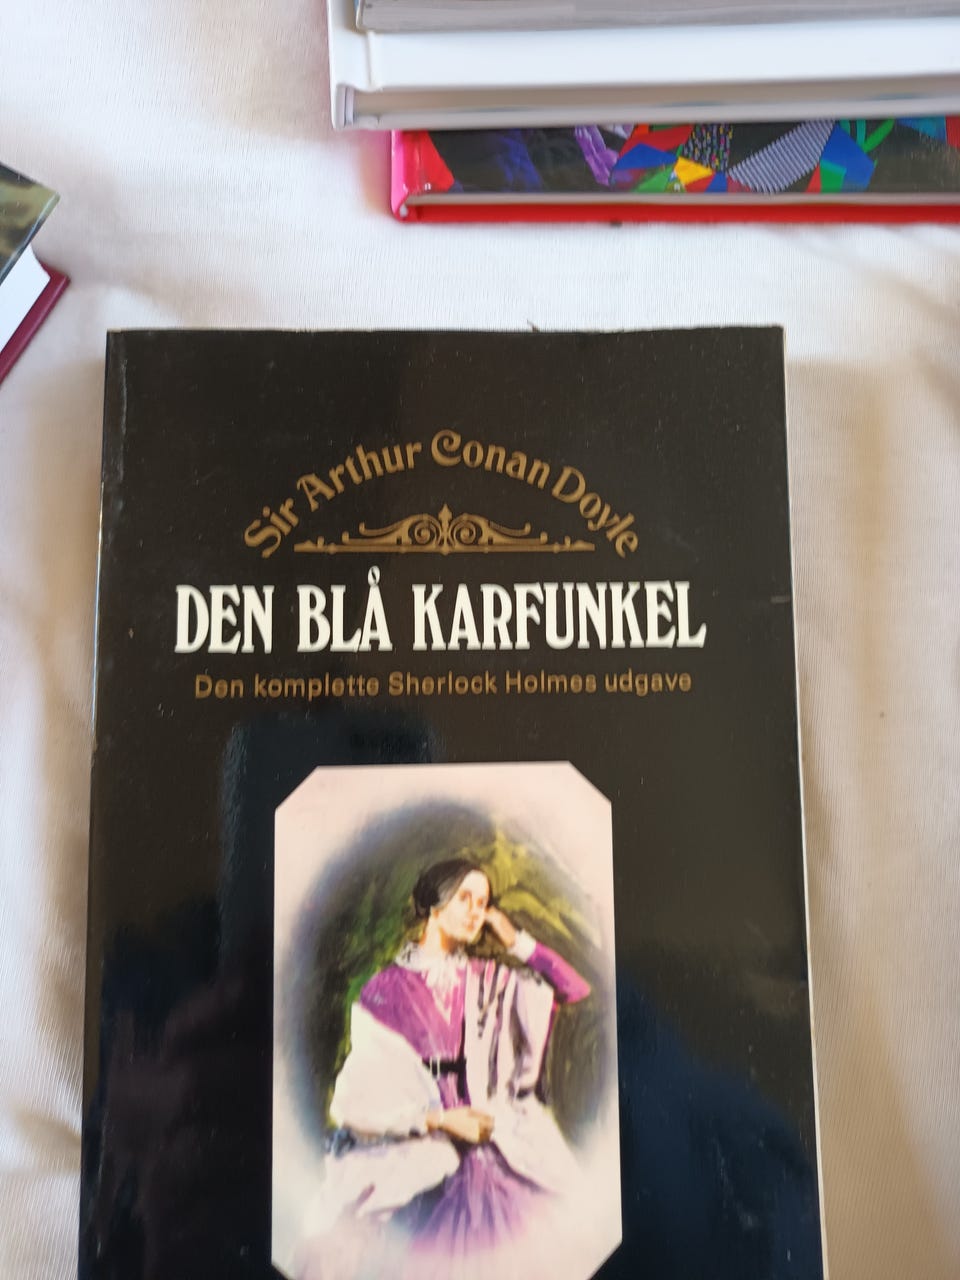 Sir Arthur Conan Doyle
DEN BLÅ KARFUNKEL
Den komplette Sherlock Holmes udgave